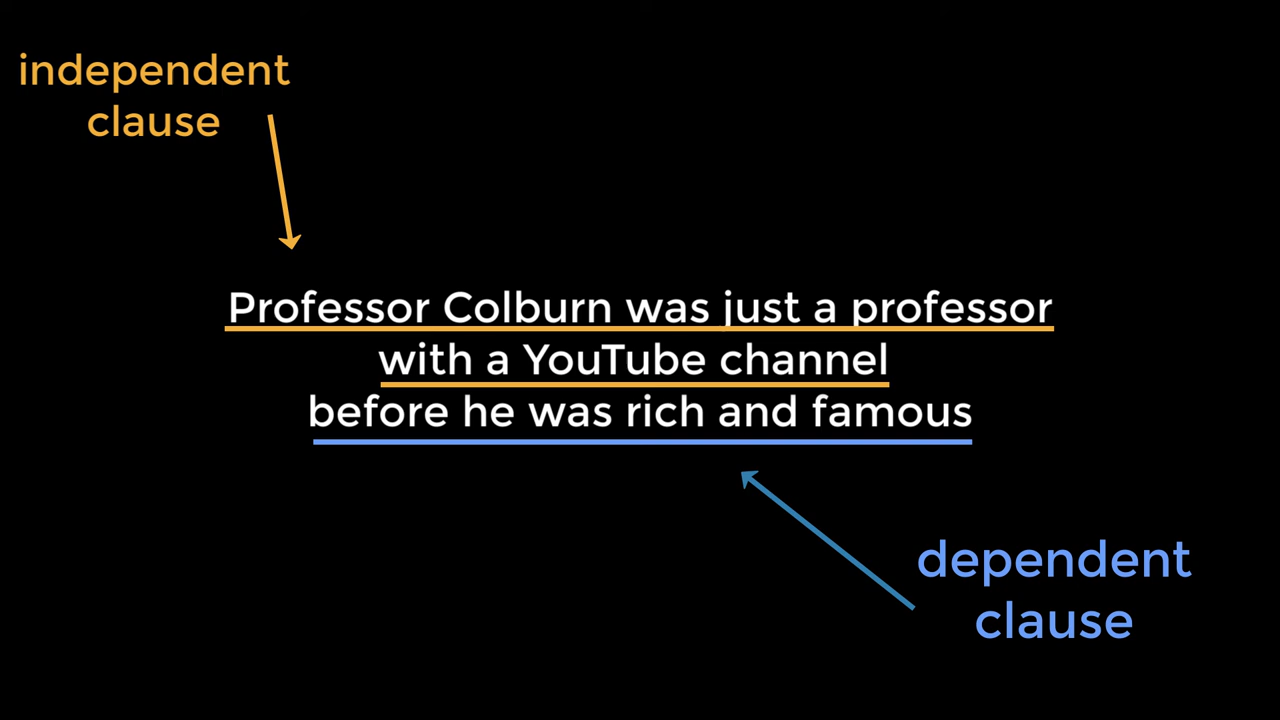 independent
clause
Professor Colburn was just a professor
with a YouTube channel
before he was rich and famous
dependent
clause